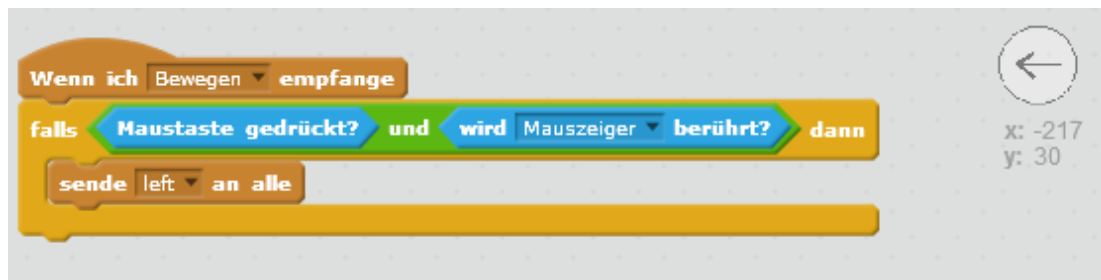 Wenn ich Bewegen empfange
falls Maustaste gedrückt? und wird Mauszeiger berührt? dann
sende left an alle
x: -217
y: 30